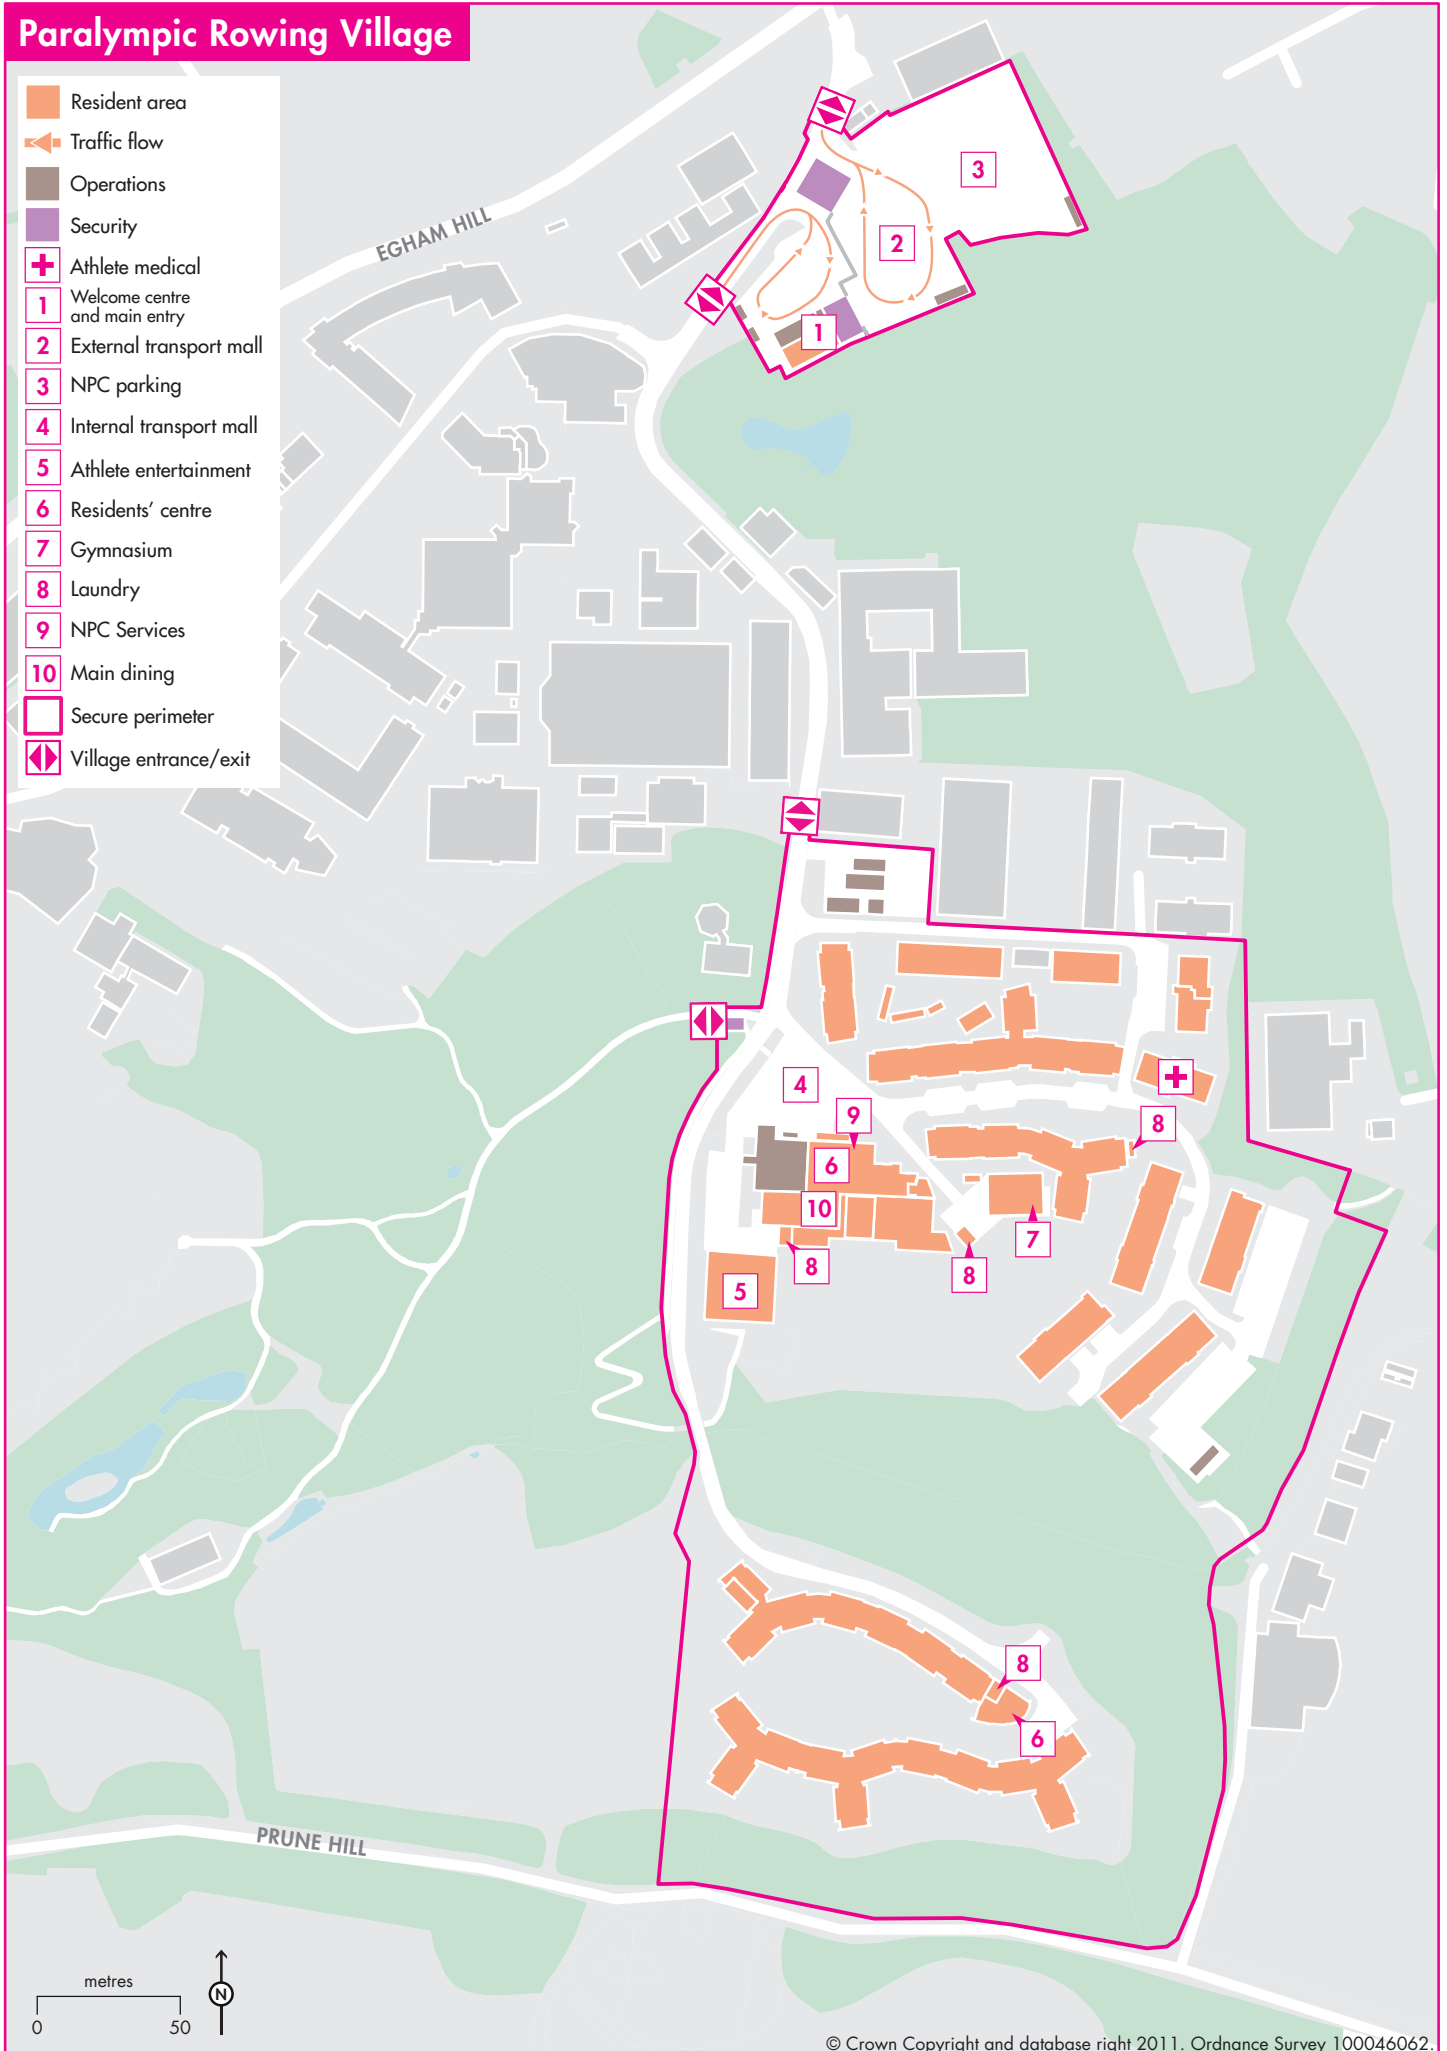 Paralympic Rowing Village
Resident area
Traffic flow
Operations
Security
Athlete medical
1 Welcome centre
and main entry
2 External transport mall
3 NPC parking
4 Internal transport mall
5 Athlete entertainment
6 Residents’ centre
7 Gymnasium
8 Laundry
9 NPC Services
10 Main dining
Secure perimeter
Village entrance/exit
EGHAM HILL
3
2
1
4
9
8
6
10
7
8
8
5
8
6
PRUNE HILL
metres
0 50
N
© Crown Copyright and database right 2011. Ordnance Survey 100046062.